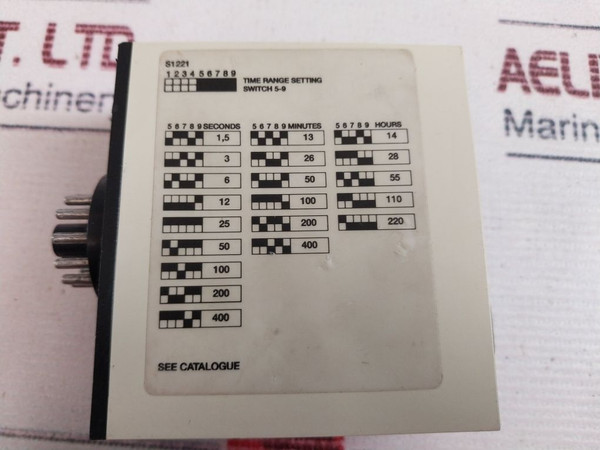 T. LTD
chiner
AELI
Marin
S1221
1 2 3 4 5 6 7 8 9
TIME RANGE SETTING
SWITCH 5-9
5 6 7 8 9 SECONDS
1,5
3
6
12
25
50
100
200
400
5 6 7 8 9 MINUTES
13
26
50
100
200
400
5 6 7 8 9 HOURS
14
28
55
110
220
SEE CATALOGUE